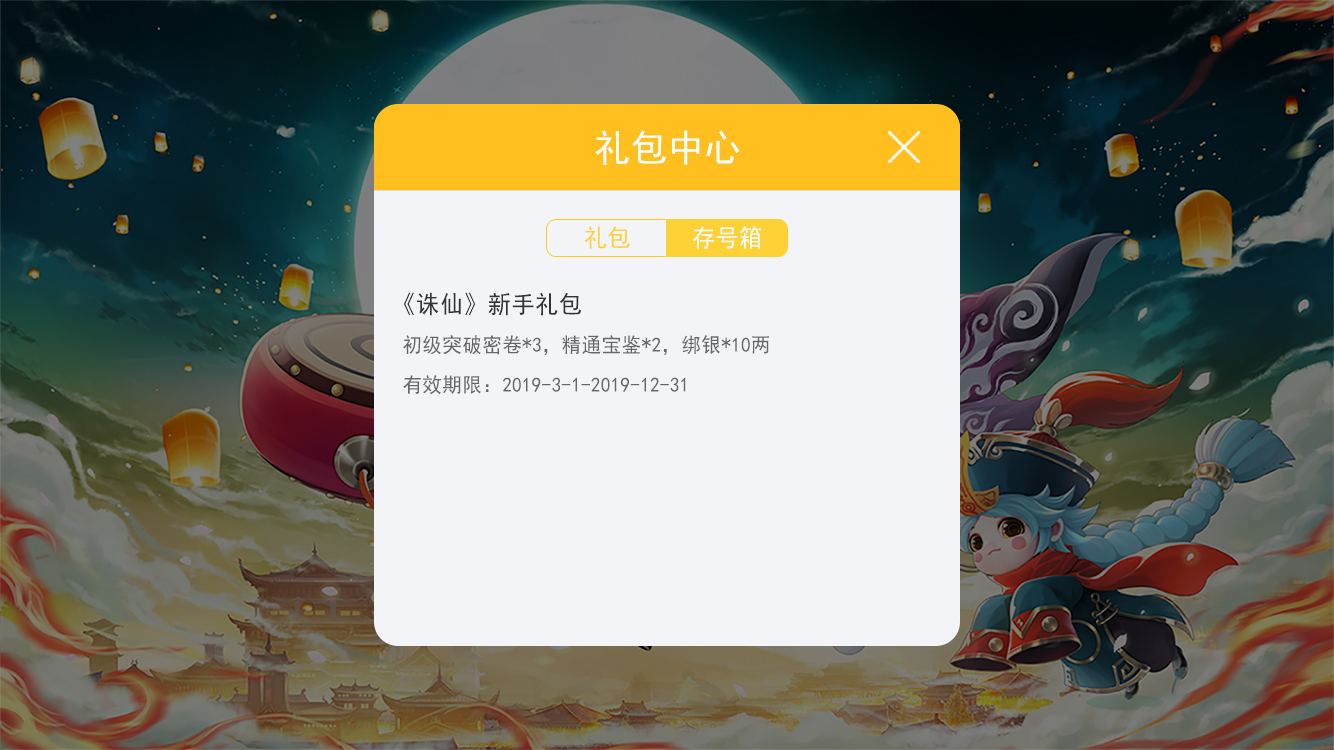 礼包中心
礼包 存号箱
《诛仙》新手礼包
初级突破密卷*3，精通宝鉴*2，绑银*10两
有效期限：2019-3-1-2019-12-31